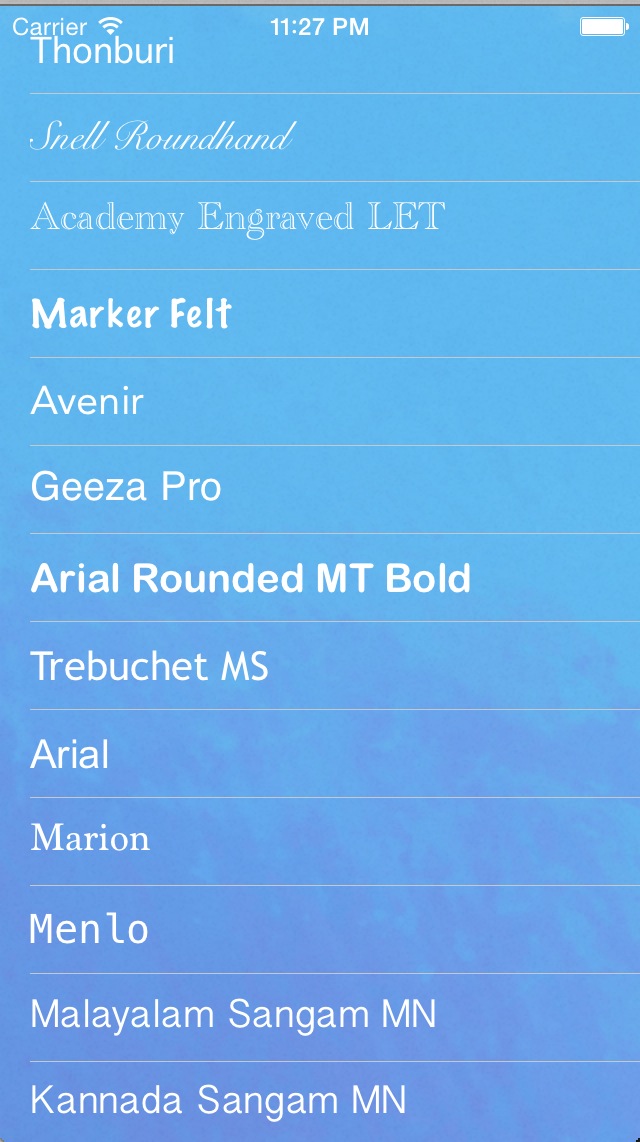 Carrier 11:27 PM
Thonburi
Snell Roundhand
Academy Engraved LET
Marker Felt
Avenir
Geeza Pro
Arial Rounded MT Bold
Trebuchet MS
Arial
Marion
Menlo
Malayalam Sangam MN
Kannada Sangam MN